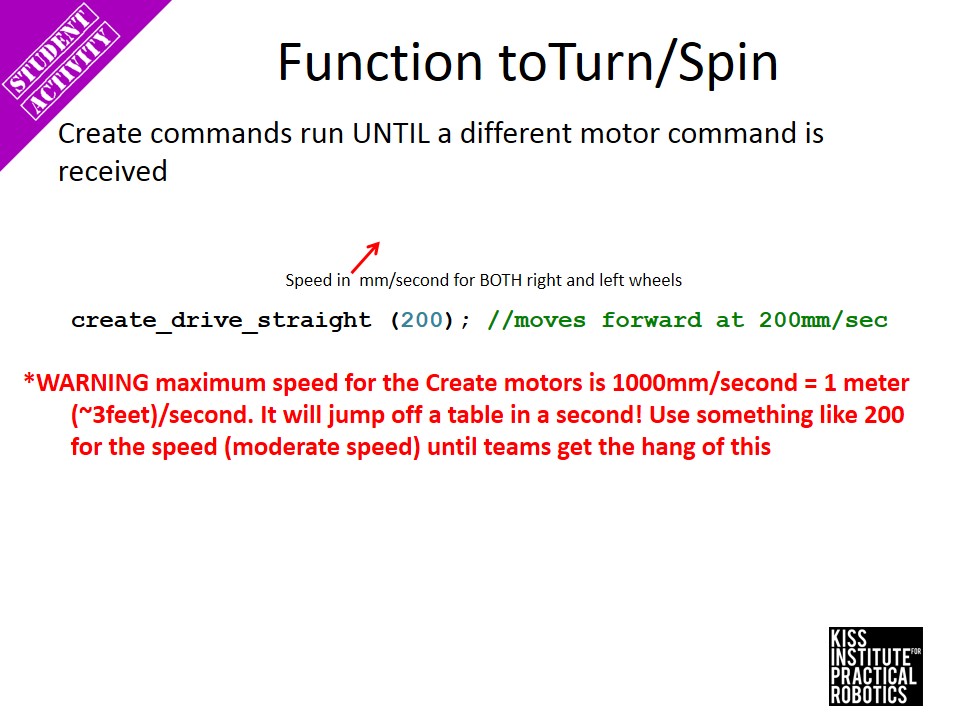 STUDENT
ACTIVITY
Function toTurn/Spin
Create commands run UNTIL a different motor command is
received
Speed in  mm/second for BOTH right and left wheels
create_drive_straight (200); //moves forward at 200mm/sec
*WARNING maximum speed for the Create motors is 1000mm/second = 1 meter
(~3feet)/second. It will jump off a table in a second! Use something like 200
for the speed (moderate speed) until teams get the hang of this
KISS
INSTITUTE FOR
PRACTICAL
ROBOTICS